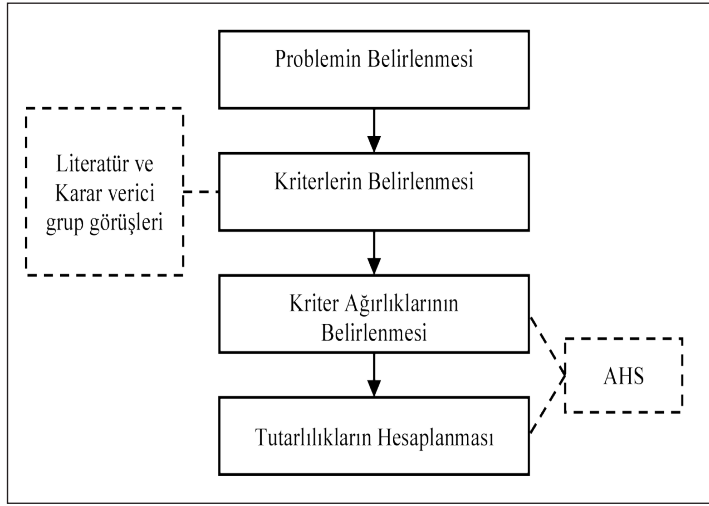 Problemin Belirlenmesi
Literatür ve
Karar verici
grup görüşleri
Kriterlerin Belirlenmesi
Kriter Ağırlıklarının
Belirlenmesi
AHS
Tutarlılıkların Hesaplanması